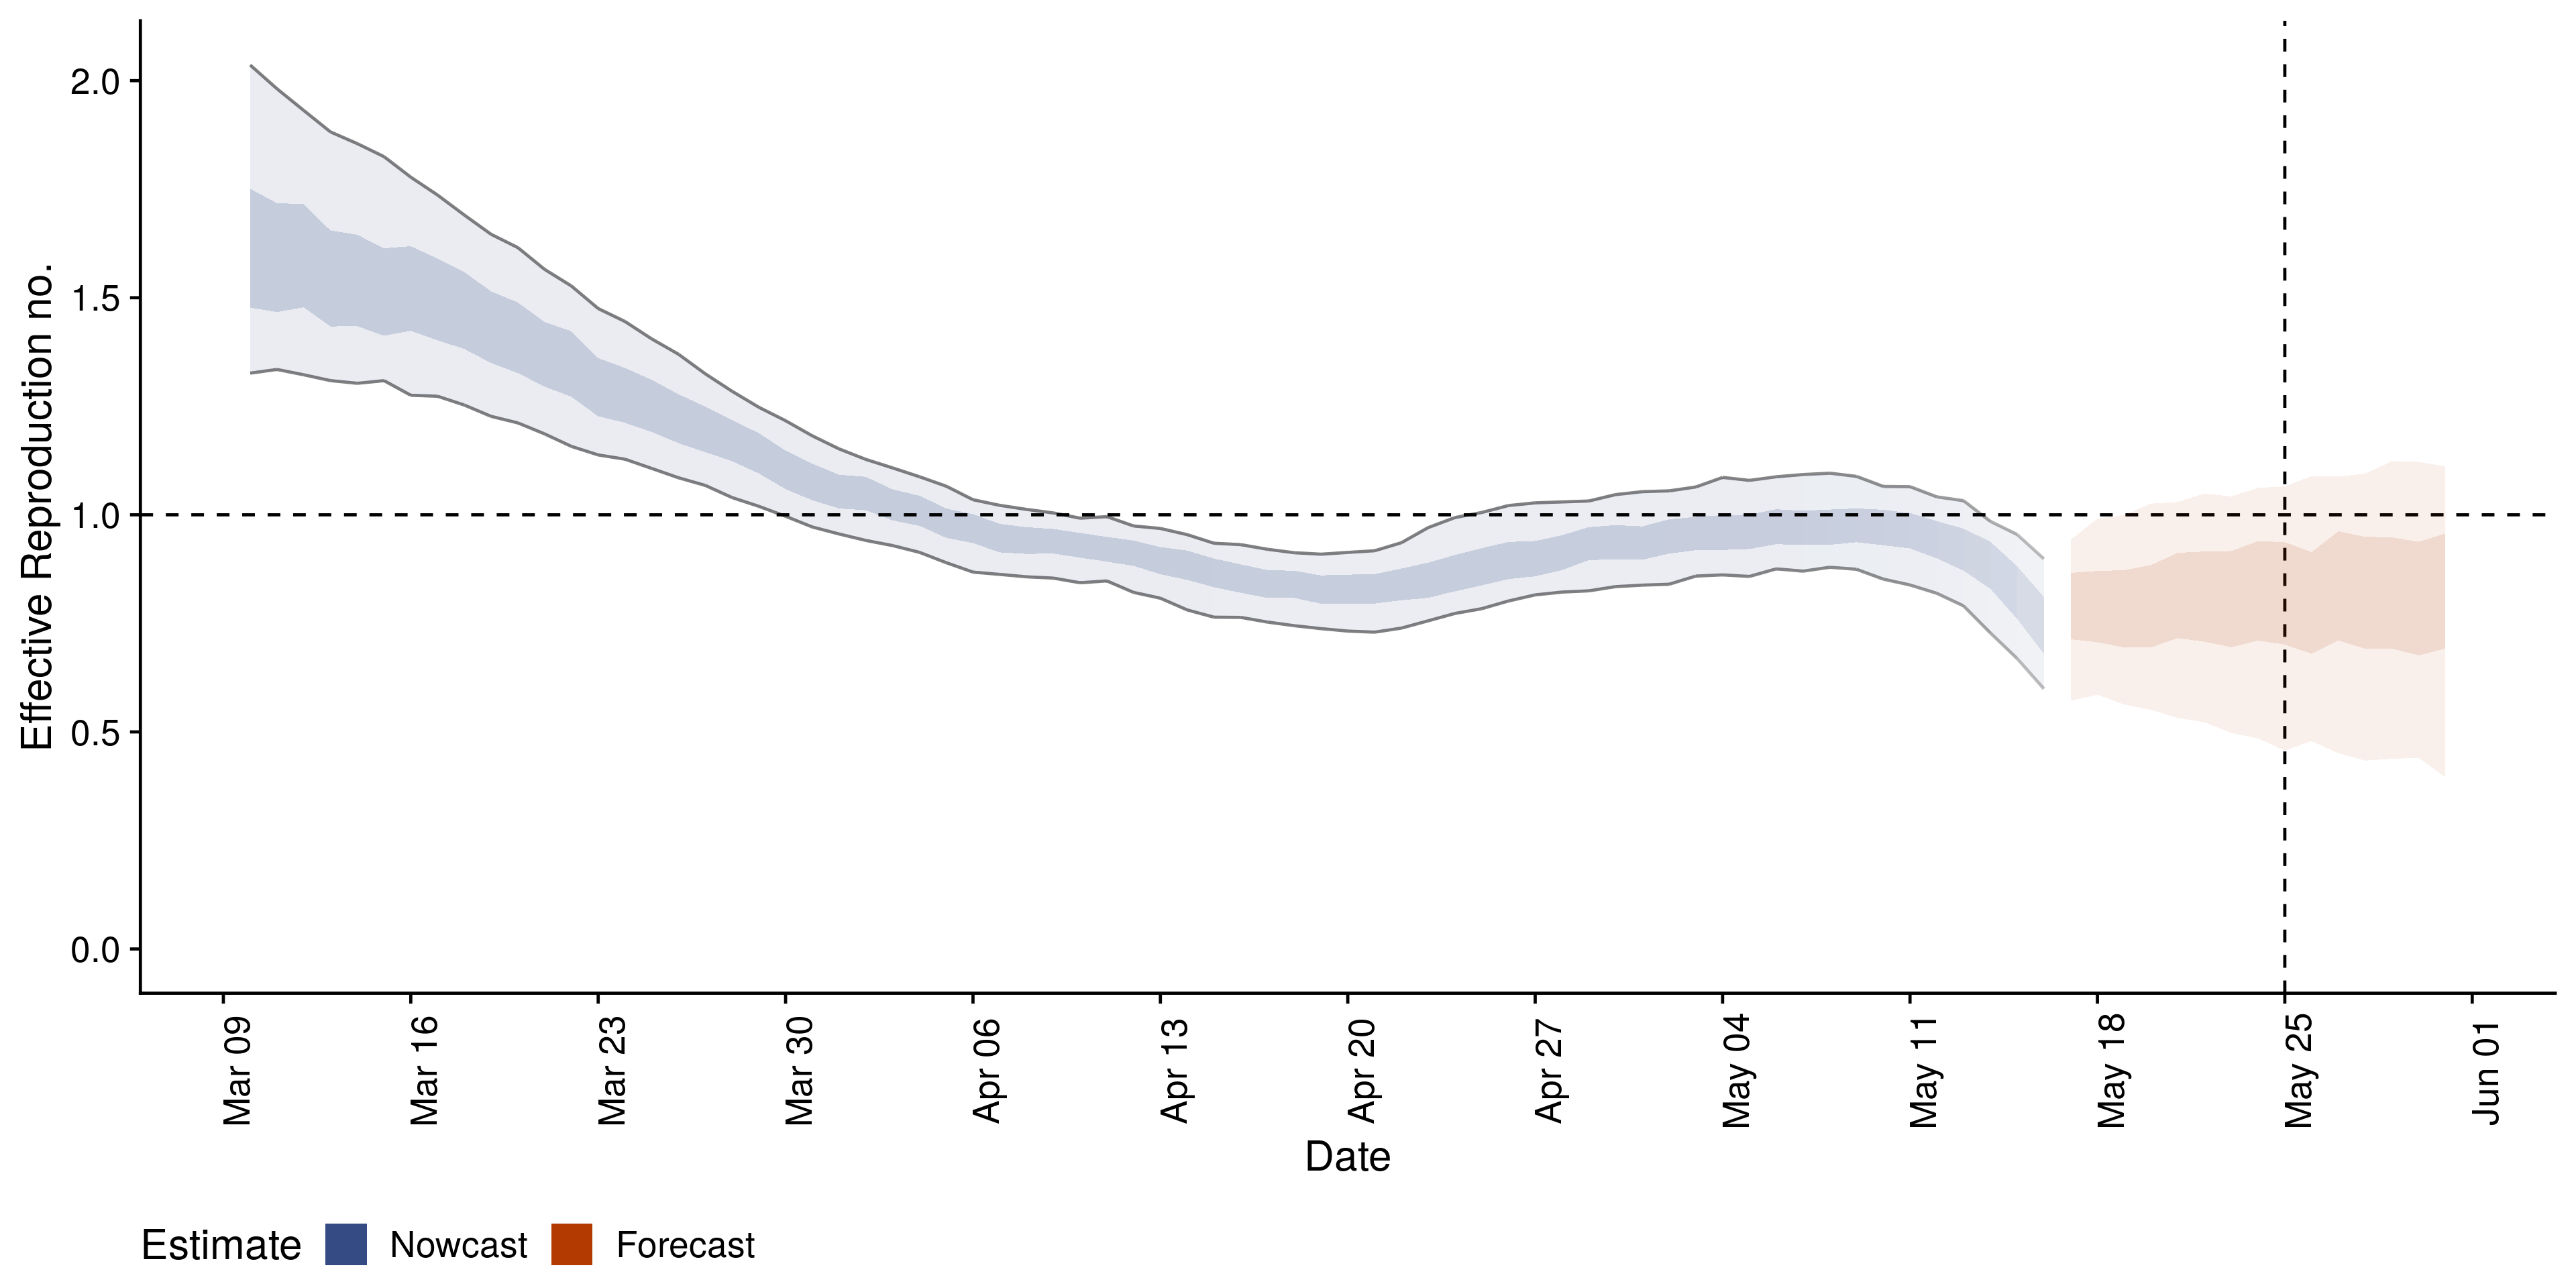 Effective Reproduction no.
2.0
1.5
1.0
0.5
0.0
Mar 09
Mar 16
Mar 23
Mar 30
Apr 06
Apr 13
Apr 20
Apr 27
May 04
May 11
May 18
May 25
Jun 01
Date
Estimate Nowcast Forecast